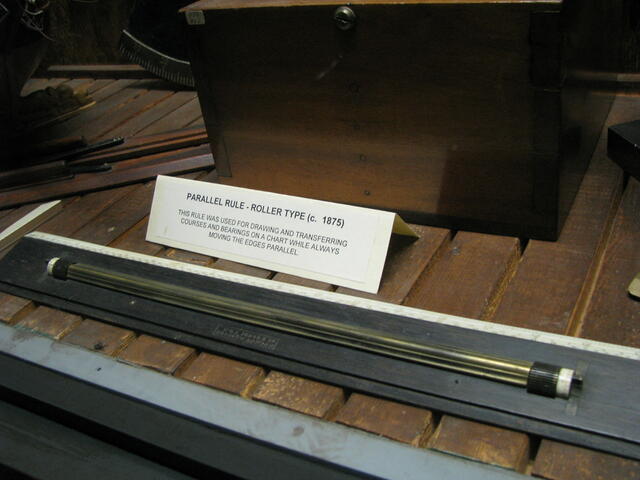 PARALLEL RULE - ROLLER TYPE (c. 1875)
THIS RULE WAS USED FOR DRAWING AND TRANSFERRING
COURSES AND BEARINGS ON A CHART WHILE ALWAYS
MOVING THE EDGES PARALLEL